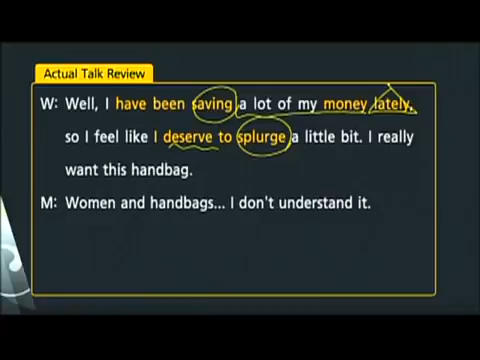 Actual Talk Review
W: Well, I have been saving a lot of my money lately,
so I feel like I deserve to splurge a little bit. I really
want this handbag.
M: Women and handbags... I don't understand it.